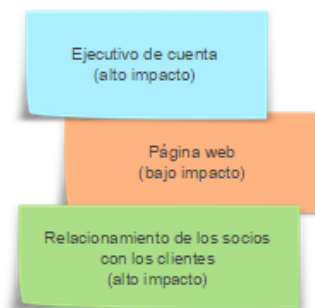 Ejecutivo de cuenta
(alto impacto)
Página web
(bajo impacto)
Relacionamiento de los socios
con los clientes
(alto impacto)